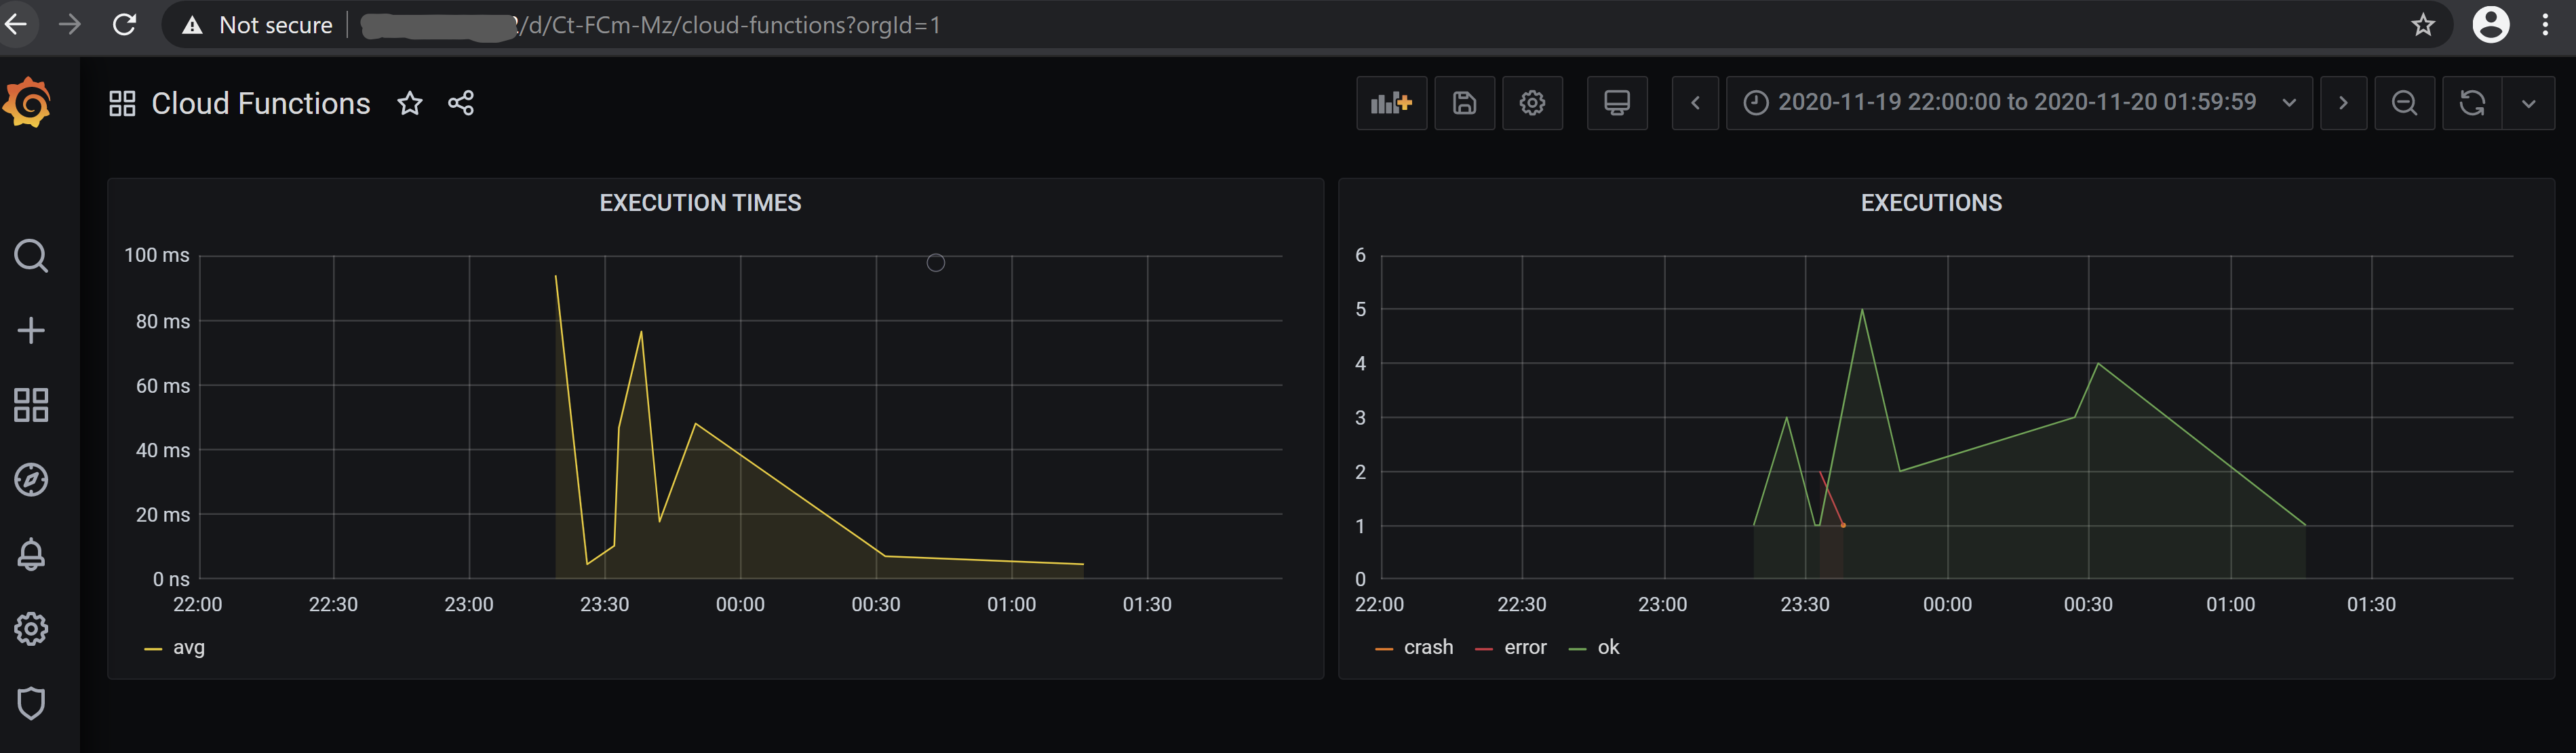 Not secure
/d/Ct-FCm-Mz/cloud-functions?orgId=1
Cloud Functions
2020-11-19 22:00:00 to 2020-11-20 01:59:59
EXECUTION TIMES
100 ms
80 ms
60 ms
40 ms
20 ms
0 ns
22:00 22:30 23:00 23:30 00:00 00:30 01:00 01:30
avg
EXECUTIONS
6
5
4
3
2
1
0
22:00 22:30 23:00 23:30 00:00 00:30 01:00 01:30
crash error ok